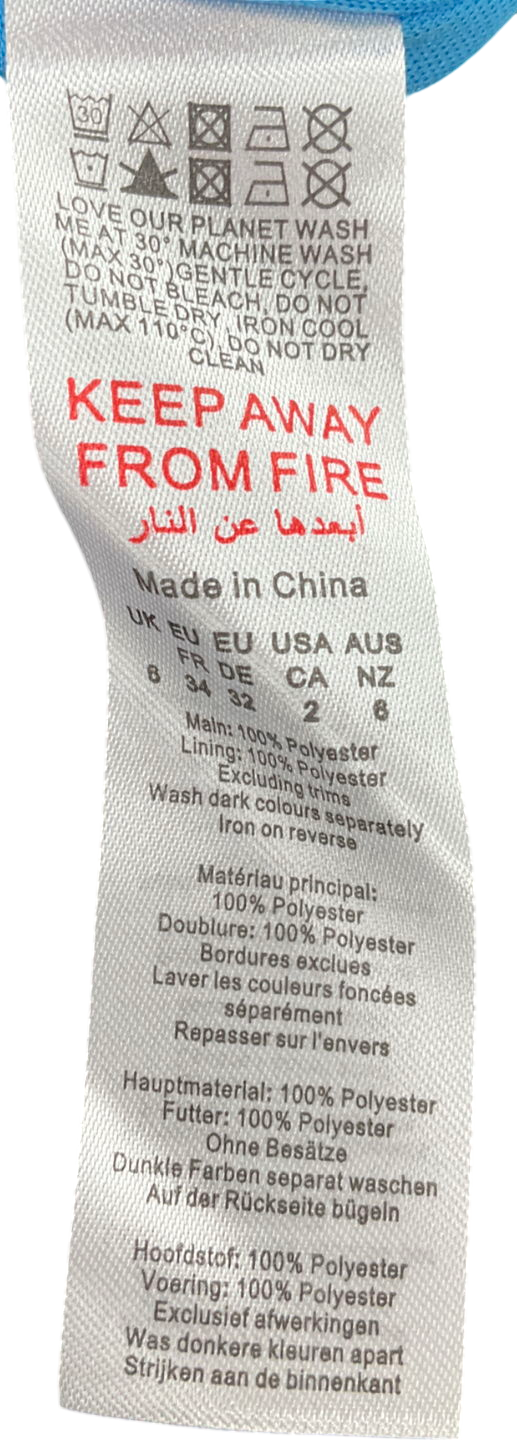 30
LOVE OUR PLANET WASH
ME AT 30° MACHINE WASH
(MAX 30°)GENTLE CYCLE,
DO NOT BLEACH, DO NOT
TUMBLE DRY, IRON COOL
(MAX 110°C), DO NOT DRY
CLEAN
KEEP AWAY
FROM FIRE
أبعدها عن النار
Made in China
UK EU EU USA AUS
FR DE CA NZ
6 34 32 2 6
Main: 100% Polyester
Lining: 100% Polyester
Excluding trims
Wash dark colours separately
Iron on reverse
Matériau principal:
100% Polyester
Doublure: 100% Polyester
Bordures exclues
Laver les couleurs foncées
séparément
Repasser sur l'envers
Hauptmaterial: 100% Polyester
Futter: 100% Polyester
Ohne Besätze
Dunkle Farben separat waschen
Auf der Rückseite bügeln
Hoofdstof: 100% Polyester
Voering: 100% Polyester
Exclusief afwerkingen
Was donkere kleuren apart
Strijken aan de binnenkant